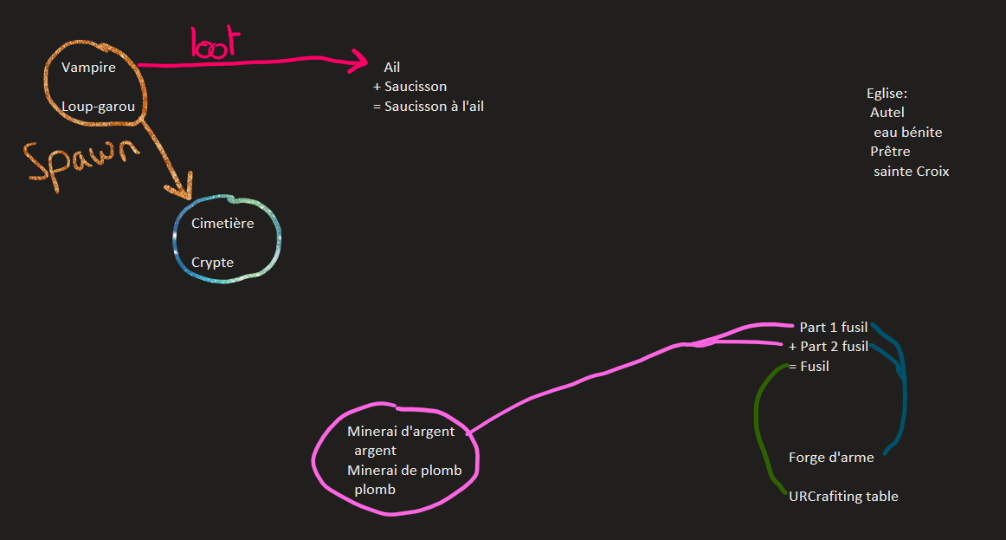 loot
Vampire
Loup-garou
Spawn
Ail
+ Saucisson
= Saucisson à l'ail
Eglise:
Autel
eau bénite
Prêtre
sainte Croix
Cimetière
Crypte
Part 1 fusil
+ Part 2 fusil
= Fusil
Minerai d'argent
argent
Minerai de plomb
plomb
Forge d'arme
URCrafiting table